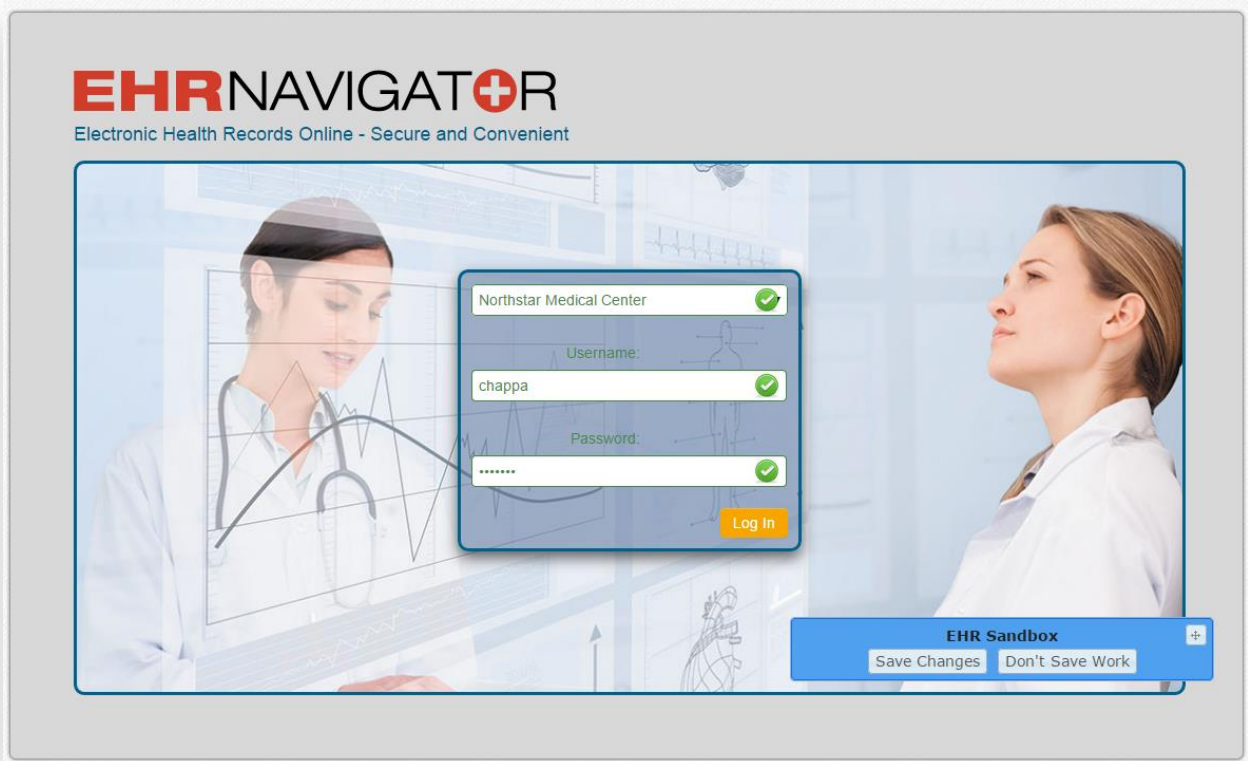 EHRNAVIGATOR
Electronic Health Records Online - Secure and Convenient
Northstar Medical Center
Username:
chappa
Password:
•••••••
Log In
EHR Sandbox
Save Changes Don't Save Work